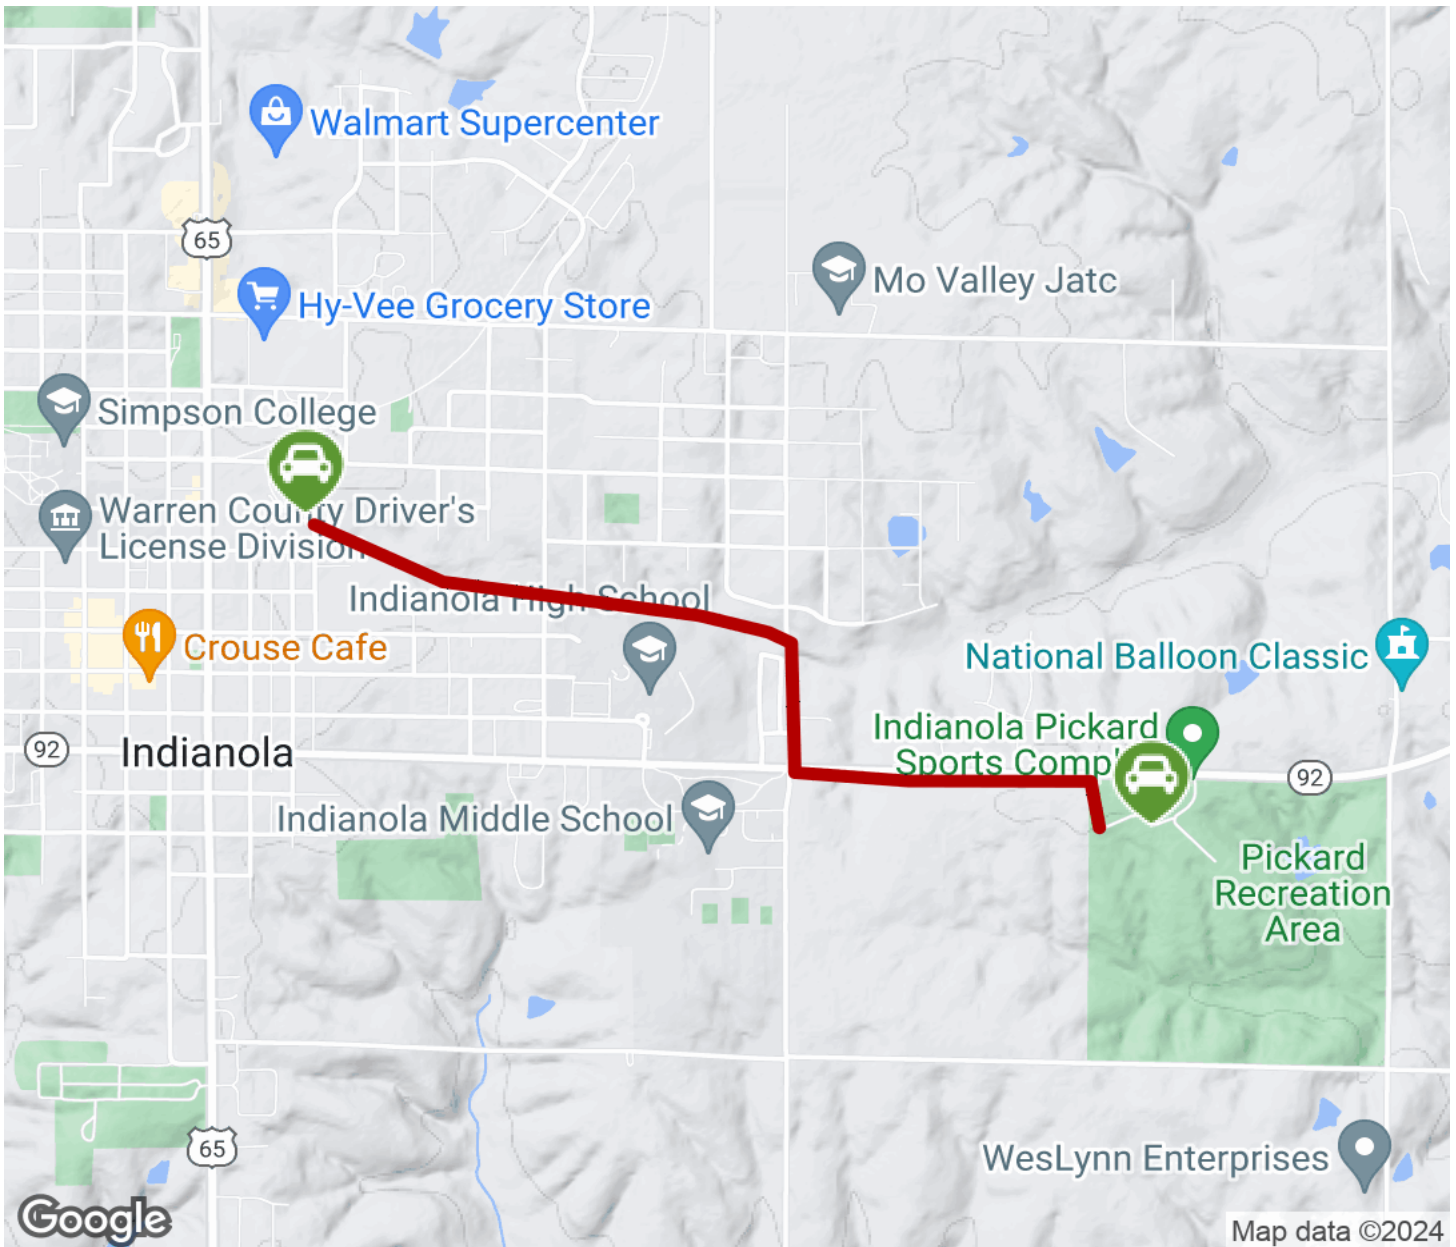 Walmart Supercenter
65
Mo Valley Jatc
Hy-Vee Grocery Store
Simpson College
Warren County Driver's
License Division
Indianola High School
Crouse Cafe
National Balloon Classic
Indianola Pickard
Sports Compl
92
Indianola
92
Indianola Middle School
Pickard
Recreation
Area
65
WesLynn Enterprises
Google
Map data ©2024